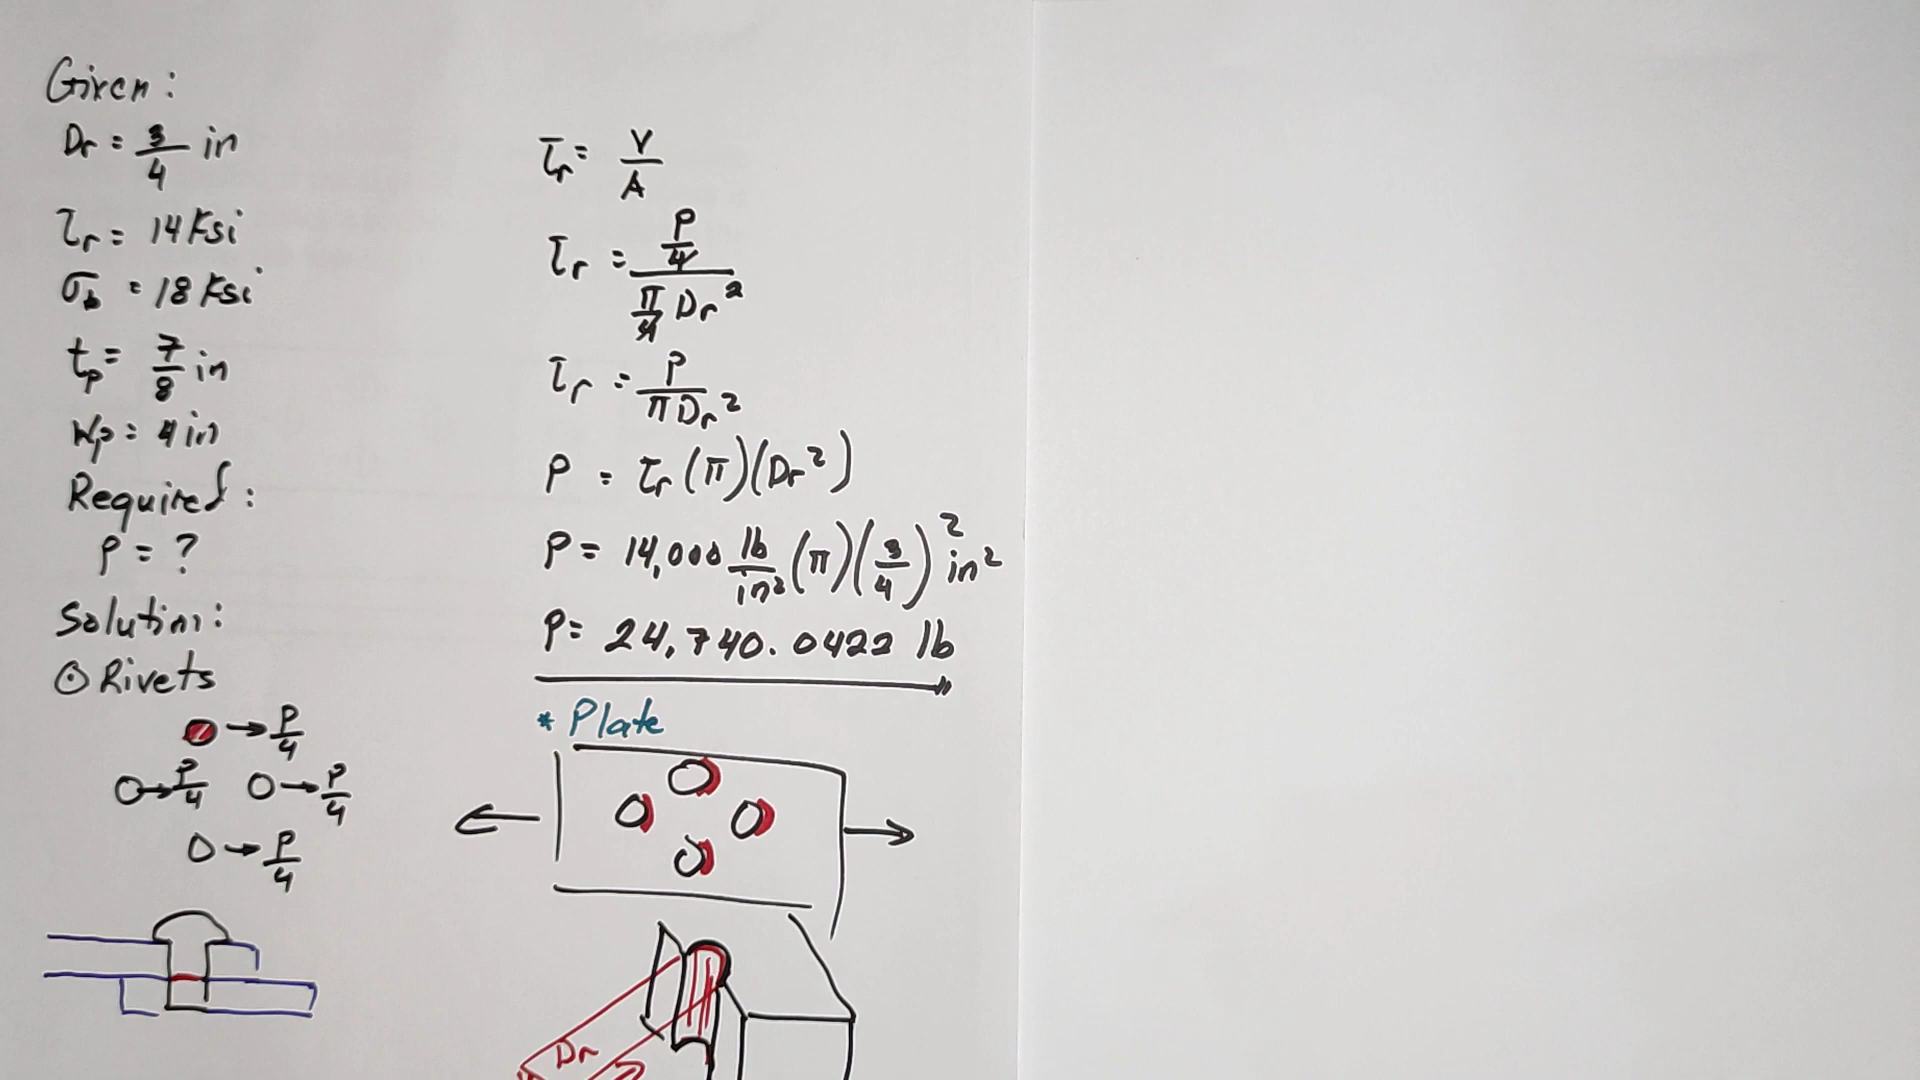 Given:
Dr = 3/4 in
τr = 14 Ksi
σb = 18 Ksi
tp = 7/8 in
Wp = 4 in
Required:
P = ?
Solution:
⊙ Rivets
→ P/4
→ P/4 → P/4
→ P/4
τr = V/A
τr = (P/4)/(π/4 Dr²)
τr = P/(π Dr²)
P = τr (π)(Dr²)
P = 14,000 lb/in² (π)(3/4)² in²
P = 24,740.0422 lb
* Plate
Dr